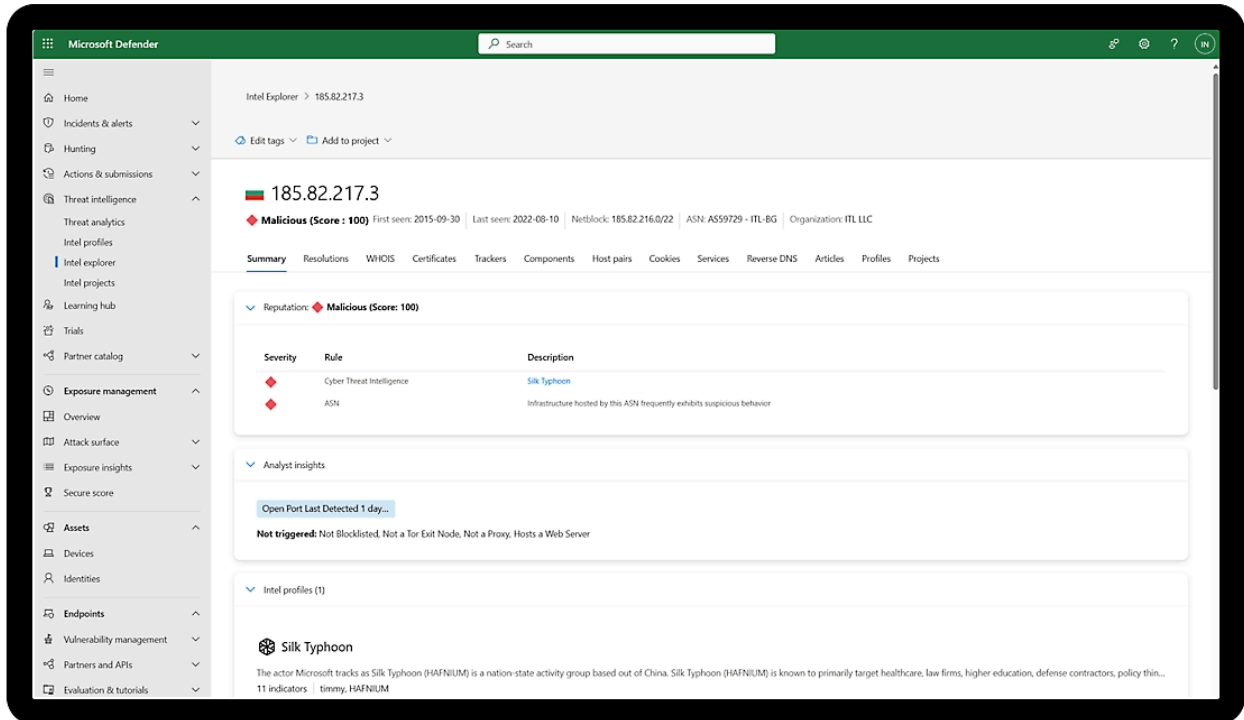 Microsoft Defender
Search
IN
Home
Incidents & alerts
Hunting
Actions & submissions
Threat intelligence
Threat analytics
Intel profiles
Intel explorer
Intel projects
Learning hub
Trials
Partner catalog
Exposure management
Overview
Attack surface
Exposure insights
Secure score
Assets
Devices
Identities
Endpoints
Vulnerability management
Partners and APIs
Evaluation & tutorials
Intel Explorer > 185.82.217.3
Edit tags Add to project
185.82.217.3
Malicious (Score : 100) First seen: 2015-09-30 Last seen: 2022-08-10 Netblock: 185.82.216.0/22 ASN: AS59729 - ITL-BG Organization: ITL LLC
Summary Resolutions WHOIS Certificates Trackers Components Host pairs Cookies Services Reverse DNS Articles Profiles Projects
Reputation: Malicious (Score: 100)
Severity Rule Description
Cyber Threat Intelligence Silk Typhoon
ASN Infrastructure hosted by this ASN frequently exhibits suspicious behavior
Analyst insights
Open Port Last Detected 1 day...
Not triggered: Not Blocklisted, Not a Tor Exit Node, Not a Proxy, Hosts a Web Server
Intel profiles (1)
Silk Typhoon
The actor Microsoft tracks as Silk Typhoon (HAFNIUM) is a nation-state activity group based out of China. Silk Typhoon (HAFNIUM) is known to primarily target healthcare, law firms, higher education, defense contractors, policy thin...
11 indicators timmy, HAFNIUM